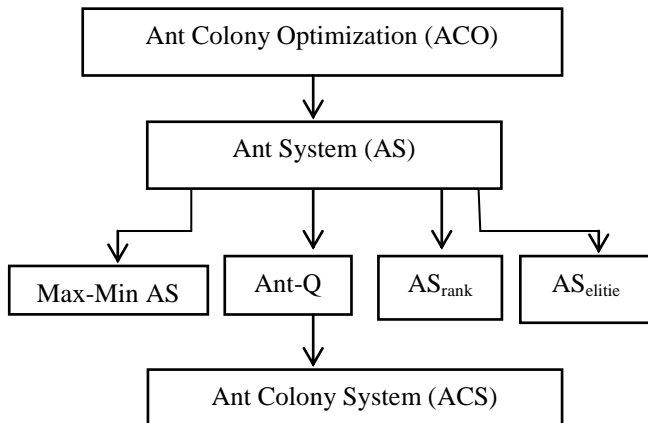 Ant Colony Optimization (ACO)
Ant System (AS)
Max-Min AS
Ant-Q
ASrank
ASelitie
Ant Colony System (ACS)